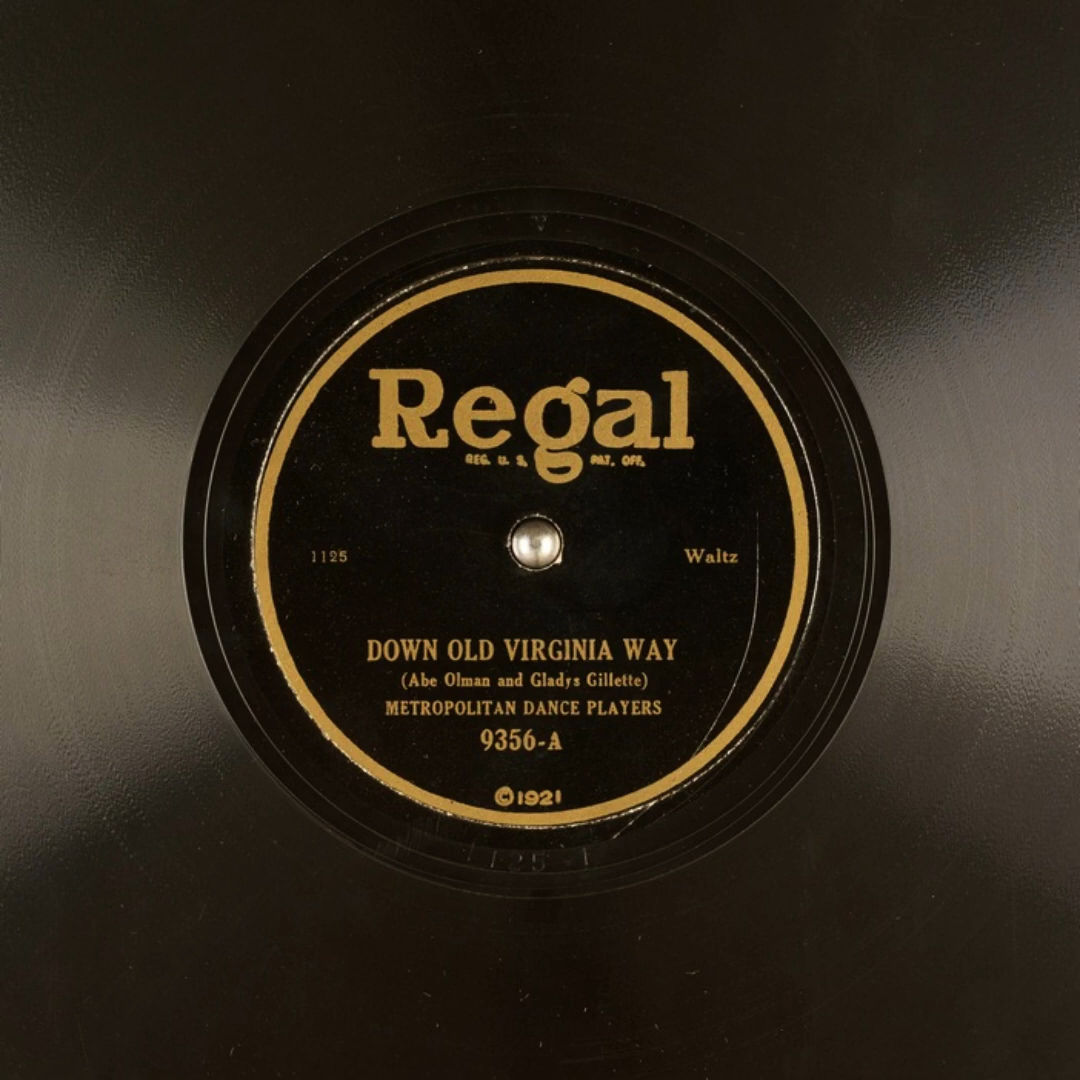 Regal
REG. U. S. PAT. OFF.
1125
Waltz
DOWN OLD VIRGINIA WAY
(Abe Olman and Gladys Gillette)
METROPOLITAN DANCE PLAYERS
9356-A
©1921